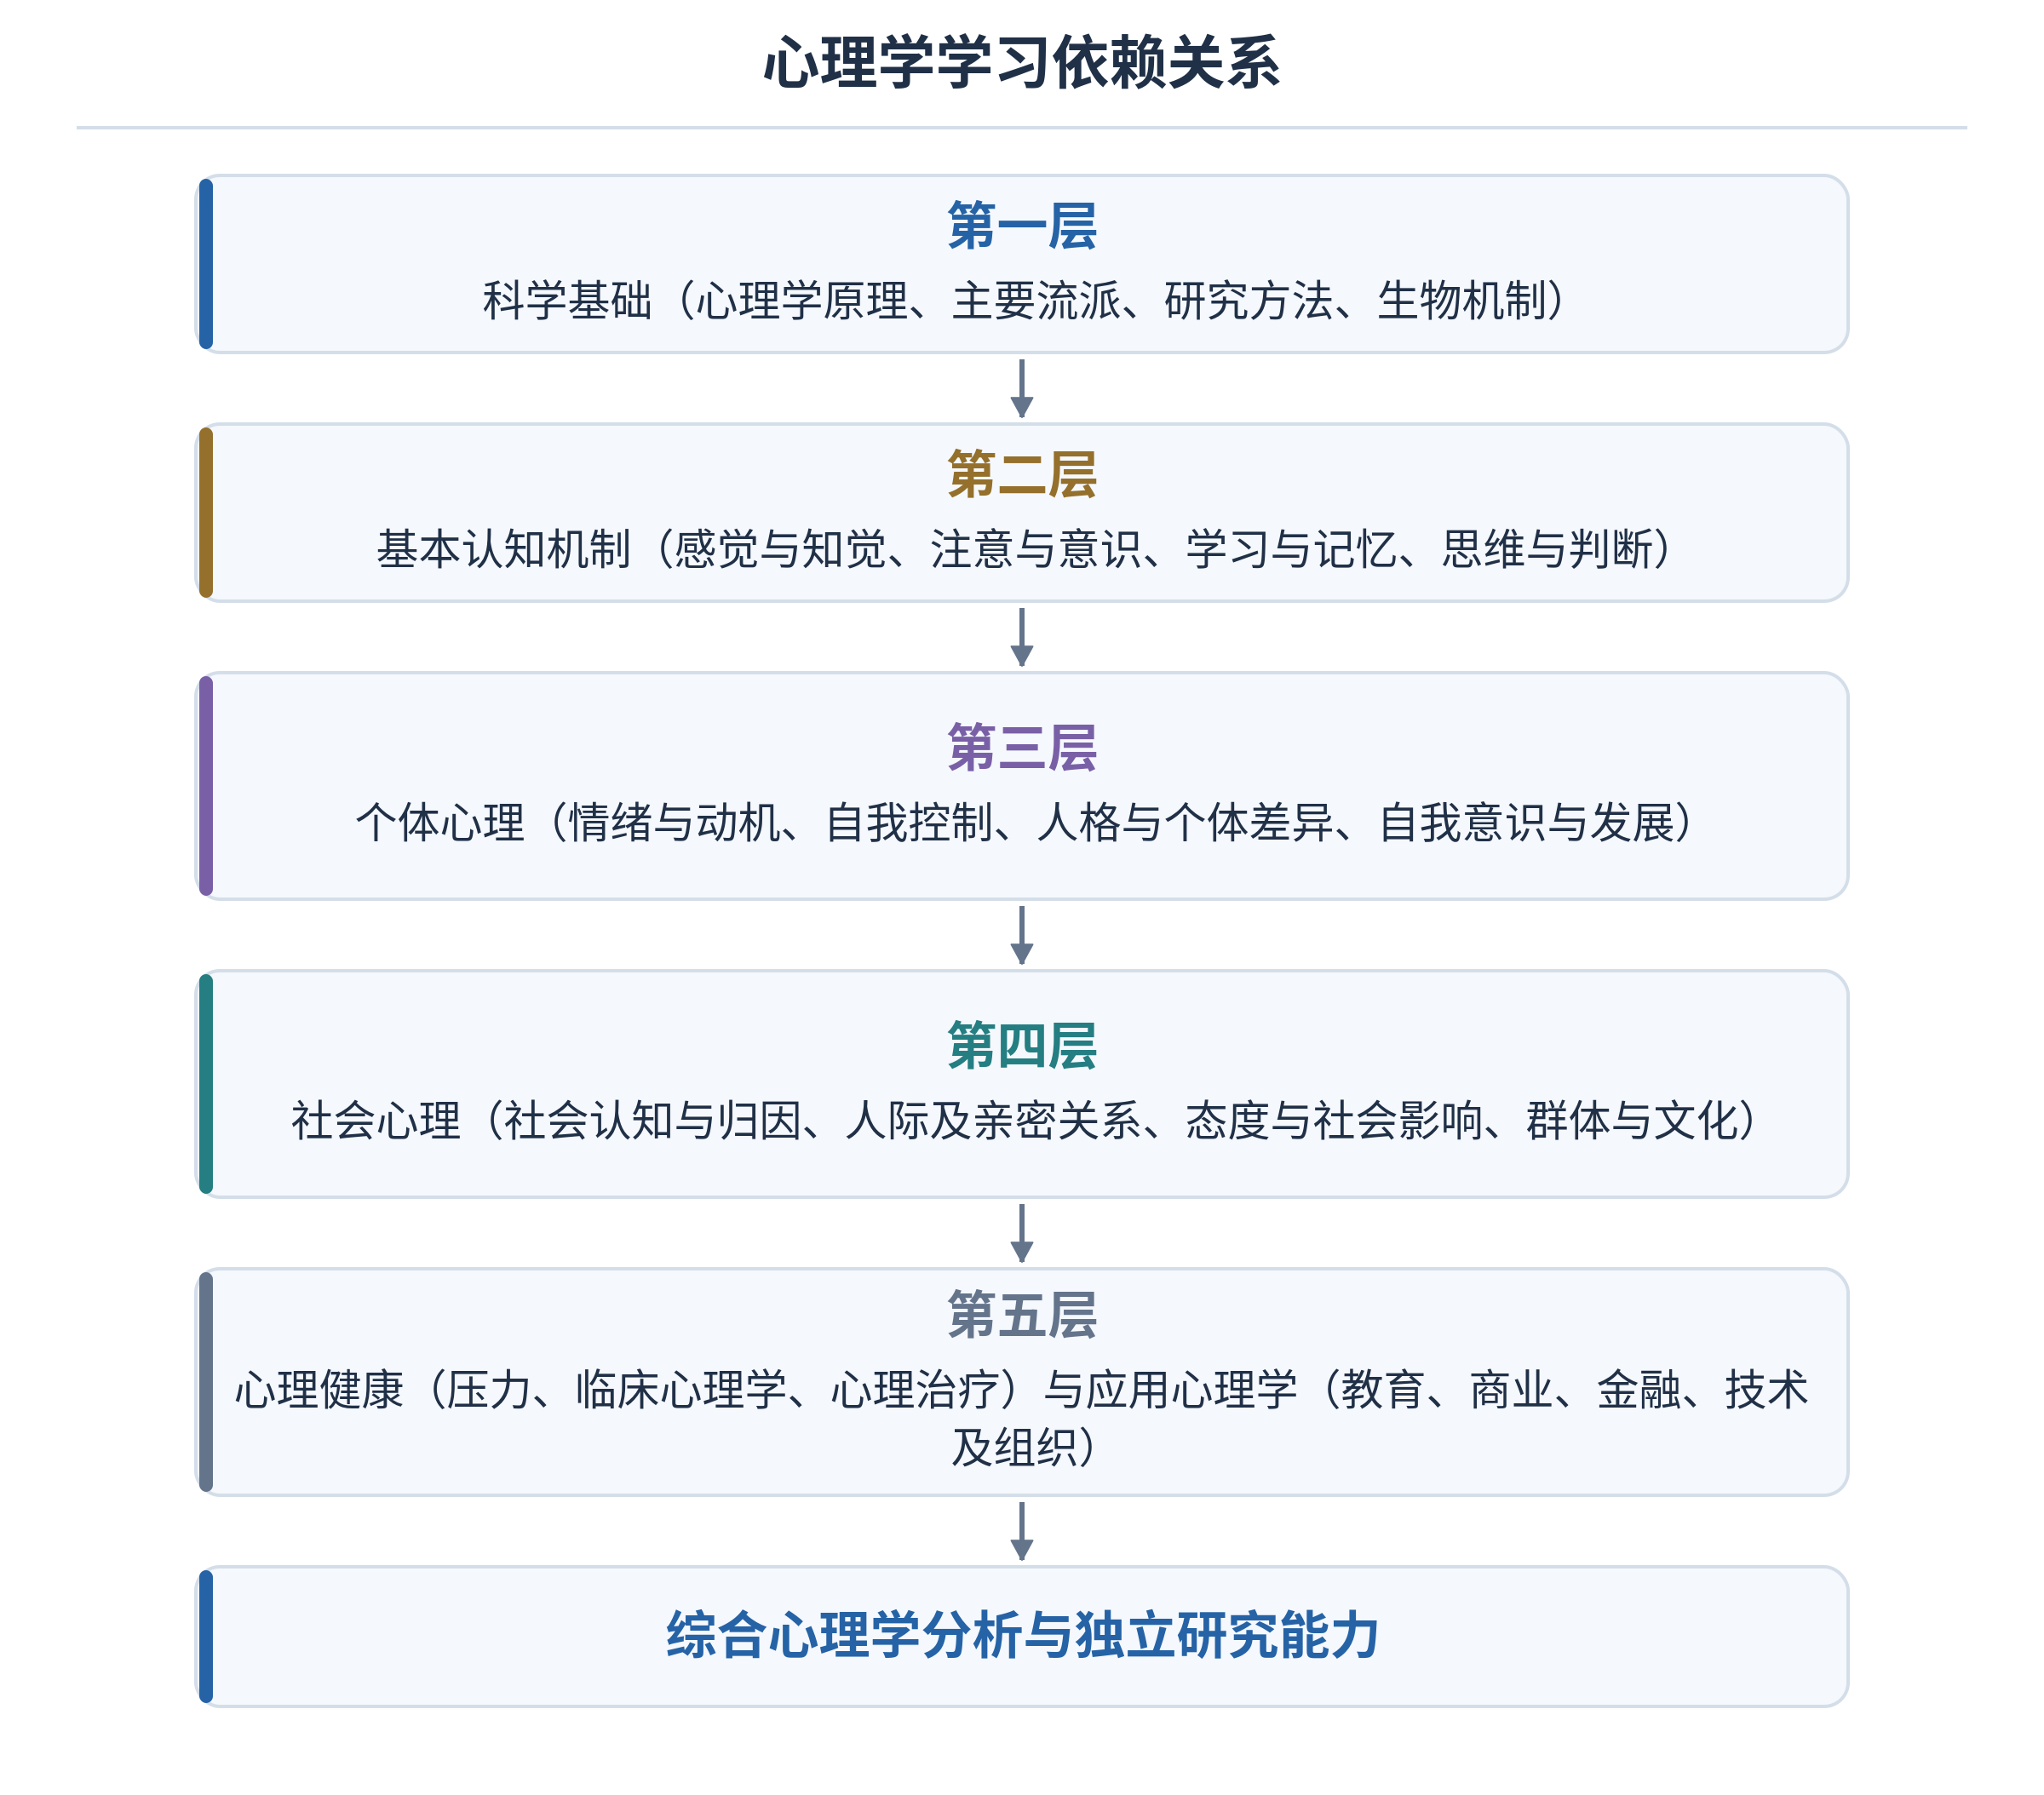 心理学学习依赖关系
第一层
科学基础（心理学原理、主要流派、研究方法、生物机制）
第二层
基本认知机制（感觉与知觉、注意与意识、学习与记忆、思维与判断）
第三层
个体心理（情绪与动机、自我控制、人格与个体差异、自我意识与发展）
第四层
社会心理（社会认知与归因、人际及亲密关系、态度与社会影响、群体与文化）
第五层
心理健康（压力、临床心理学、心理治疗）与应用心理学（教育、商业、金融、技术
及组织）
综合心理学分析与独立研究能力